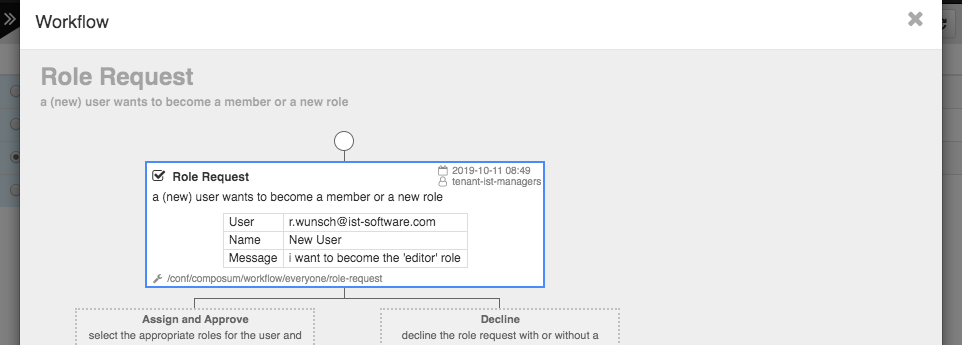 Workflow
Role Request
a (new) user wants to become a member or a new role
Role Request
2019-10-11 08:49
tenant-ist-managers
a (new) user wants to become a member or a new role
User r.wunsch@ist-software.com
Name New User
Message i want to become the 'editor' role
/conf/composum/workflow/everyone/role-request
Assign and Approve
select the appropriate roles for the user and
Decline
decline the role request with or without a